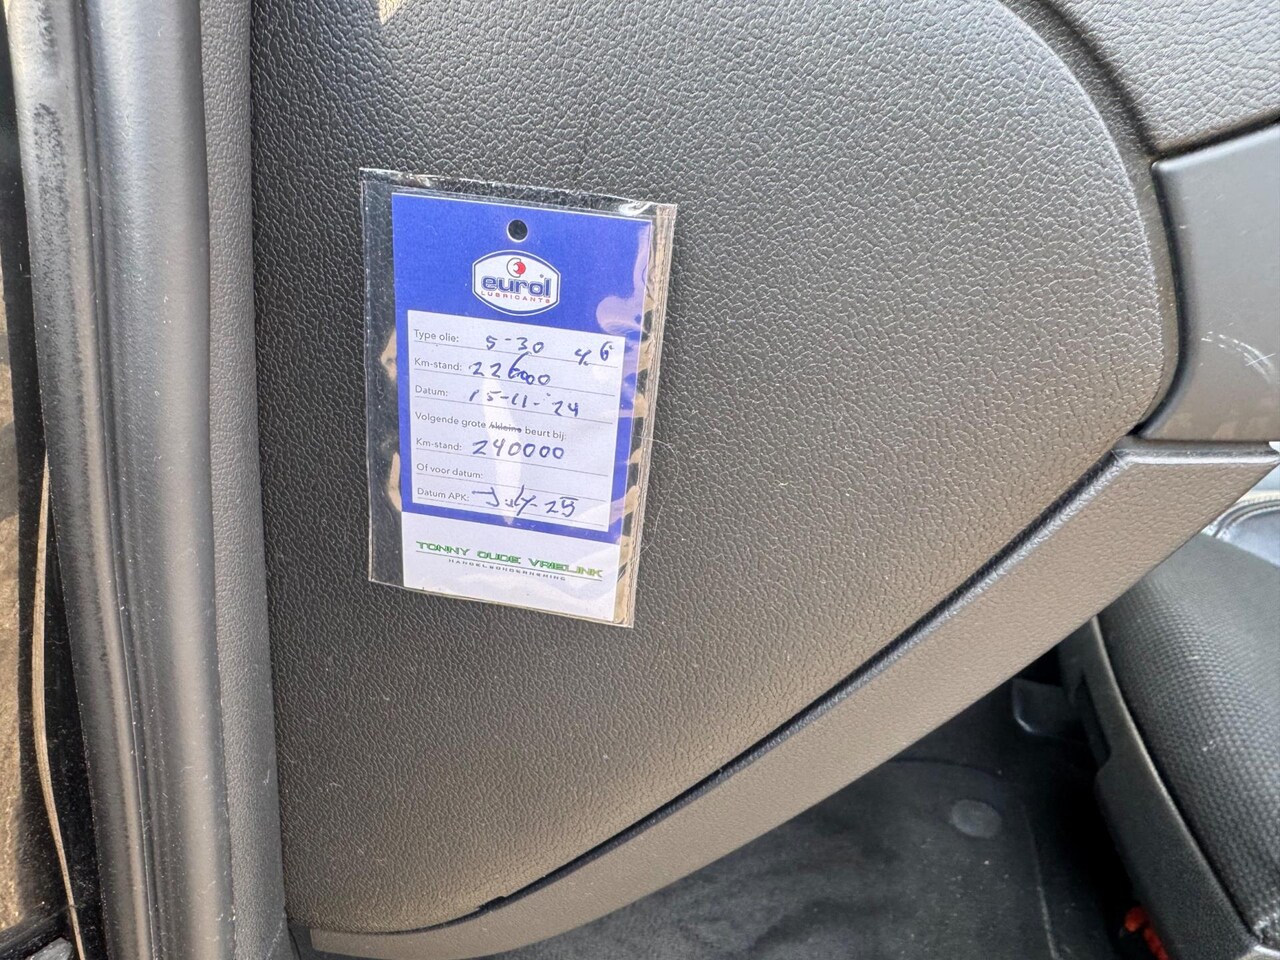 eurol
LUBRICANTS
Type olie: 5-30 4,6
Km-stand: 226000
Datum: 15-11-'24
Volgende grote /kleine beurt bij:
Km-stand: 240000
Of voor datum:
Datum APK: July-25
TONNY OUDE VRIELINK
HANDELSONDERNEMING